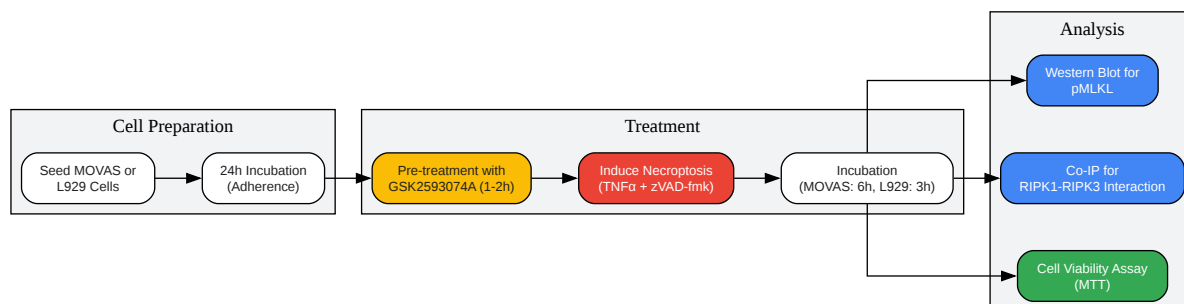 Cell Preparation
Seed MOVAS or
L929 Cells
24h Incubation
(Adherence)
Treatment
Pre-treatment with
GSK2593074A (1-2h)
Induce Necroptosis
(TNFα + zVAD-fmk)
Incubation
(MOVAS: 6h, L929: 3h)
Analysis
Western Blot for
pMLKL
Co-IP for
RIPK1-RIPK3 Interaction
Cell Viability Assay
(MTT)